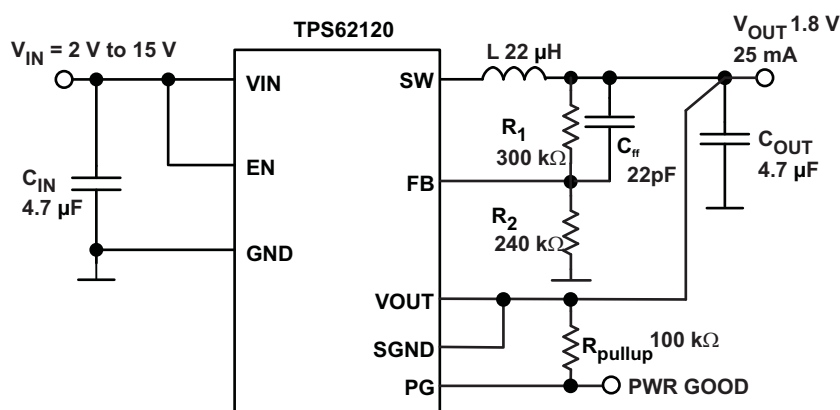 TPS62120
V_IN = 2 V to 15 V
V_OUT 1.8 V
25 mA
L 22 µH
VIN
SW
R_1
300 kΩ
C_ff
22pF
C_OUT
4.7 µF
EN
FB
C_IN
4.7 µF
R_2
240 kΩ
GND
VOUT
SGND
R_pullup 100 kΩ
PG
PWR GOOD